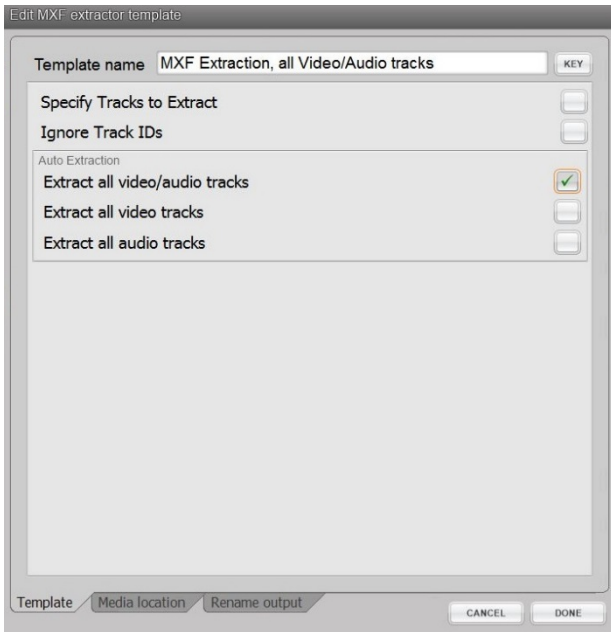 Edit MXF extractor template
Template name MXF Extraction, all Video/Audio tracks KEY
Specify Tracks to Extract
Ignore Track IDs
Auto Extraction
Extract all video/audio tracks
Extract all video tracks
Extract all audio tracks
Template Media location Rename output CANCEL DONE